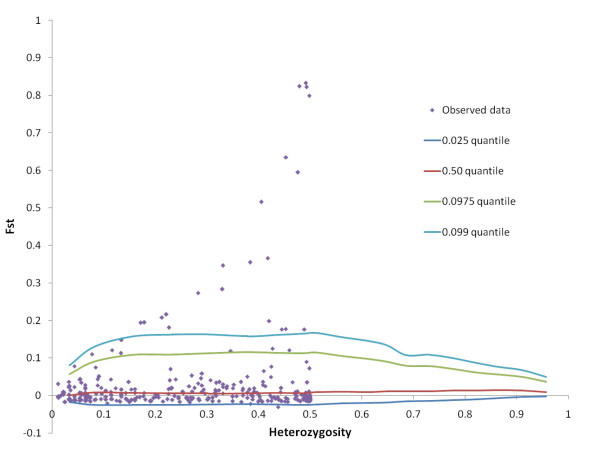 1
0.9
0.8
0.7
0.6
0.5
0.4
0.3
0.2
0.1
0
-0.1
Fst
0 0.1 0.2 0.3 0.4 0.5 0.6 0.7 0.8 0.9 1
Heterozygosity
Observed data
0.025 quantile
0.50 quantile
0.0975 quantile
0.099 quantile